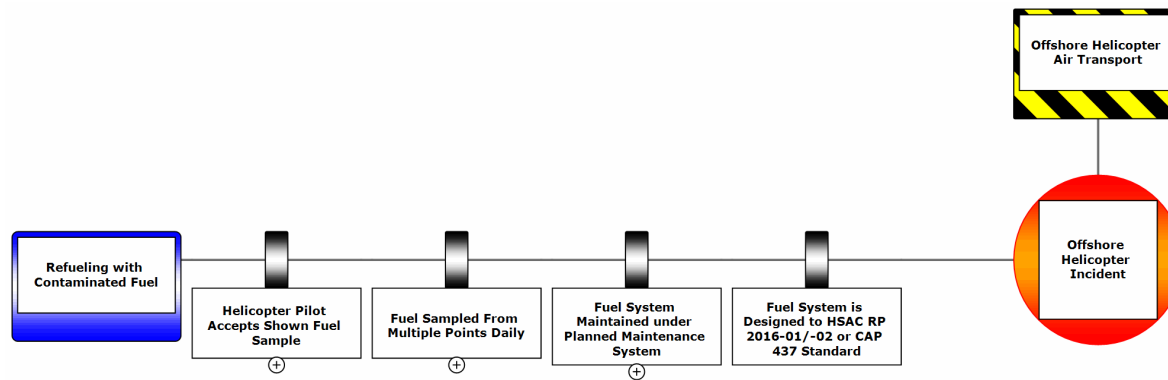 Offshore Helicopter
Air Transport
Refueling with
Contaminated Fuel
Offshore
Helicopter
Incident
Helicopter Pilot
Accepts Shown Fuel
Sample
Fuel Sampled From
Multiple Points Daily
Fuel System
Maintained under
Planned Maintenance
System
Fuel System is
Designed to HSAC RP
2016-01/-02 or CAP
437 Standard